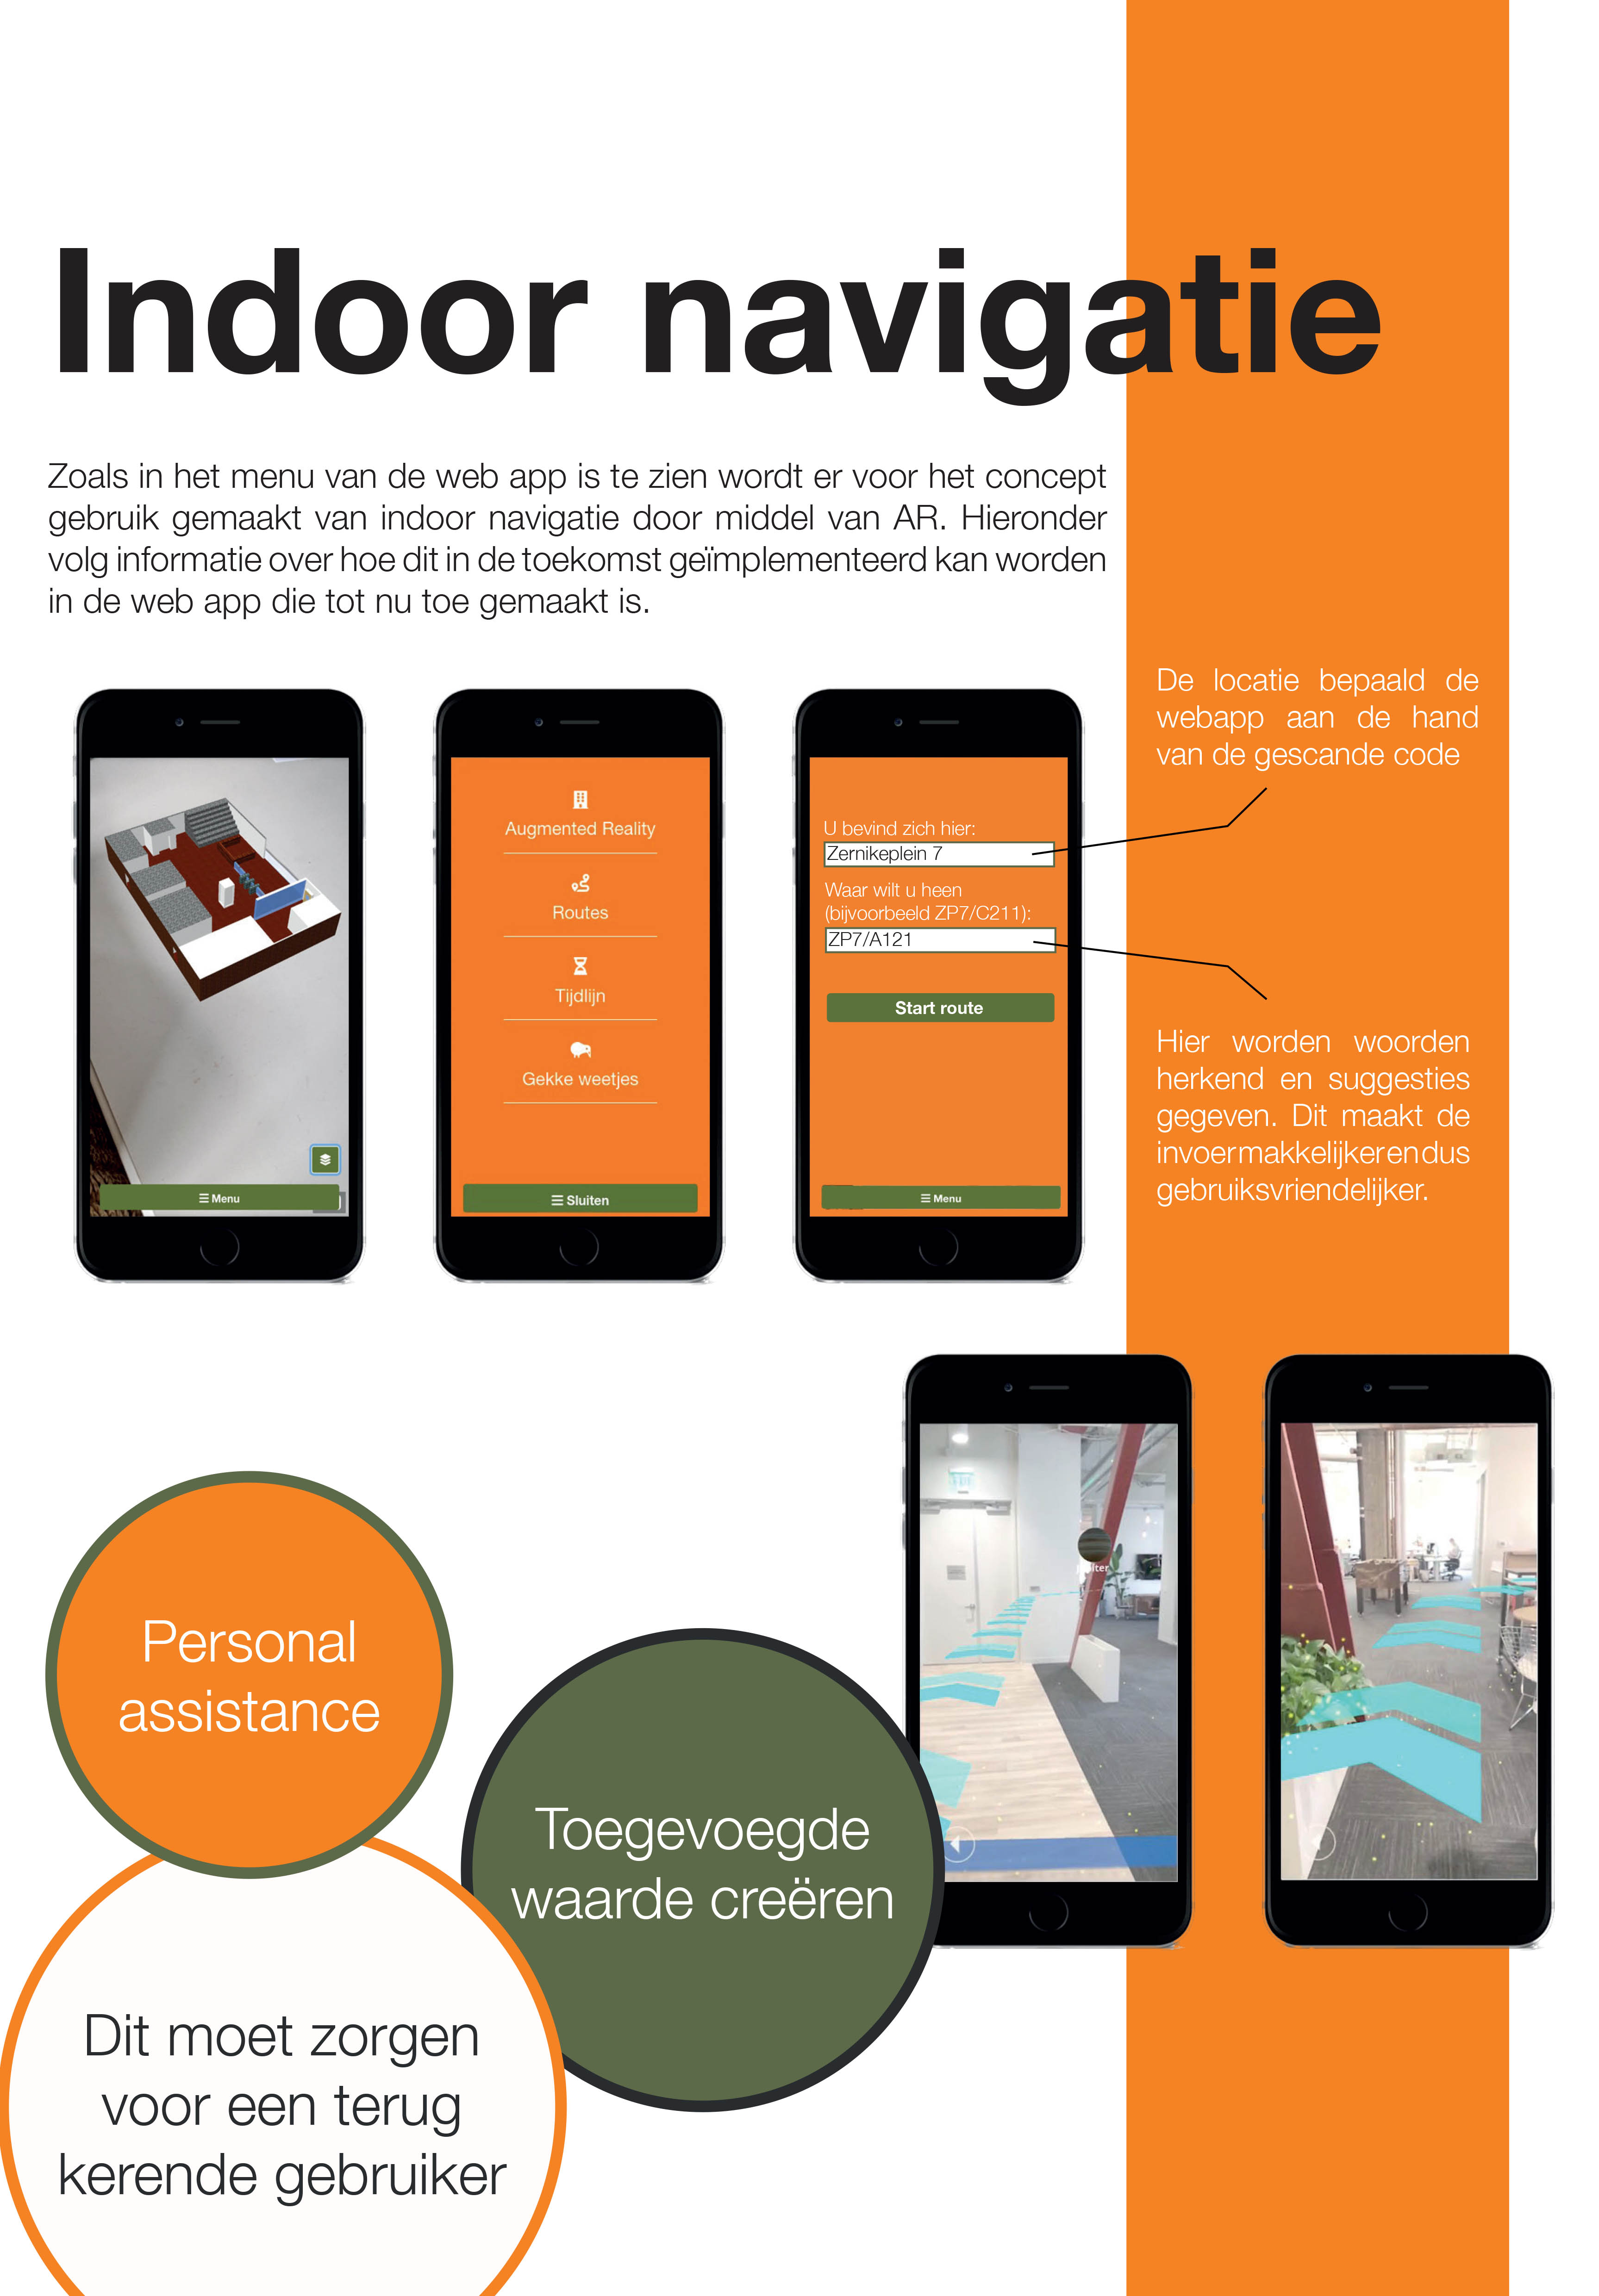 Indoor navigatie
Zoals in het menu van de web app is te zien wordt er voor het concept
gebruik gemaakt van indoor navigatie door middel van AR. Hieronder
volg informatie over hoe dit in de toekomst geïmplementeerd kan worden
in de web app die tot nu toe gemaakt is.
Menu
Augmented Reality
Routes
Tijdlijn
Gekke weetjes
Sluiten
U bevind zich hier:
Zernikeplein 7
Waar wilt u heen
(bijvoorbeeld ZP7/C211):
ZP7/A121
Start route
Menu
De locatie bepaald de
webapp aan de hand
van de gescande code
Hier worden woorden
herkend en suggesties
gegeven. Dit maakt de
invoer makkelijker en dus
gebruiksvriendelijker.
Personal
assistance
Toegevoegde
waarde creëren
Dit moet zorgen
voor een terug
kerende gebruiker